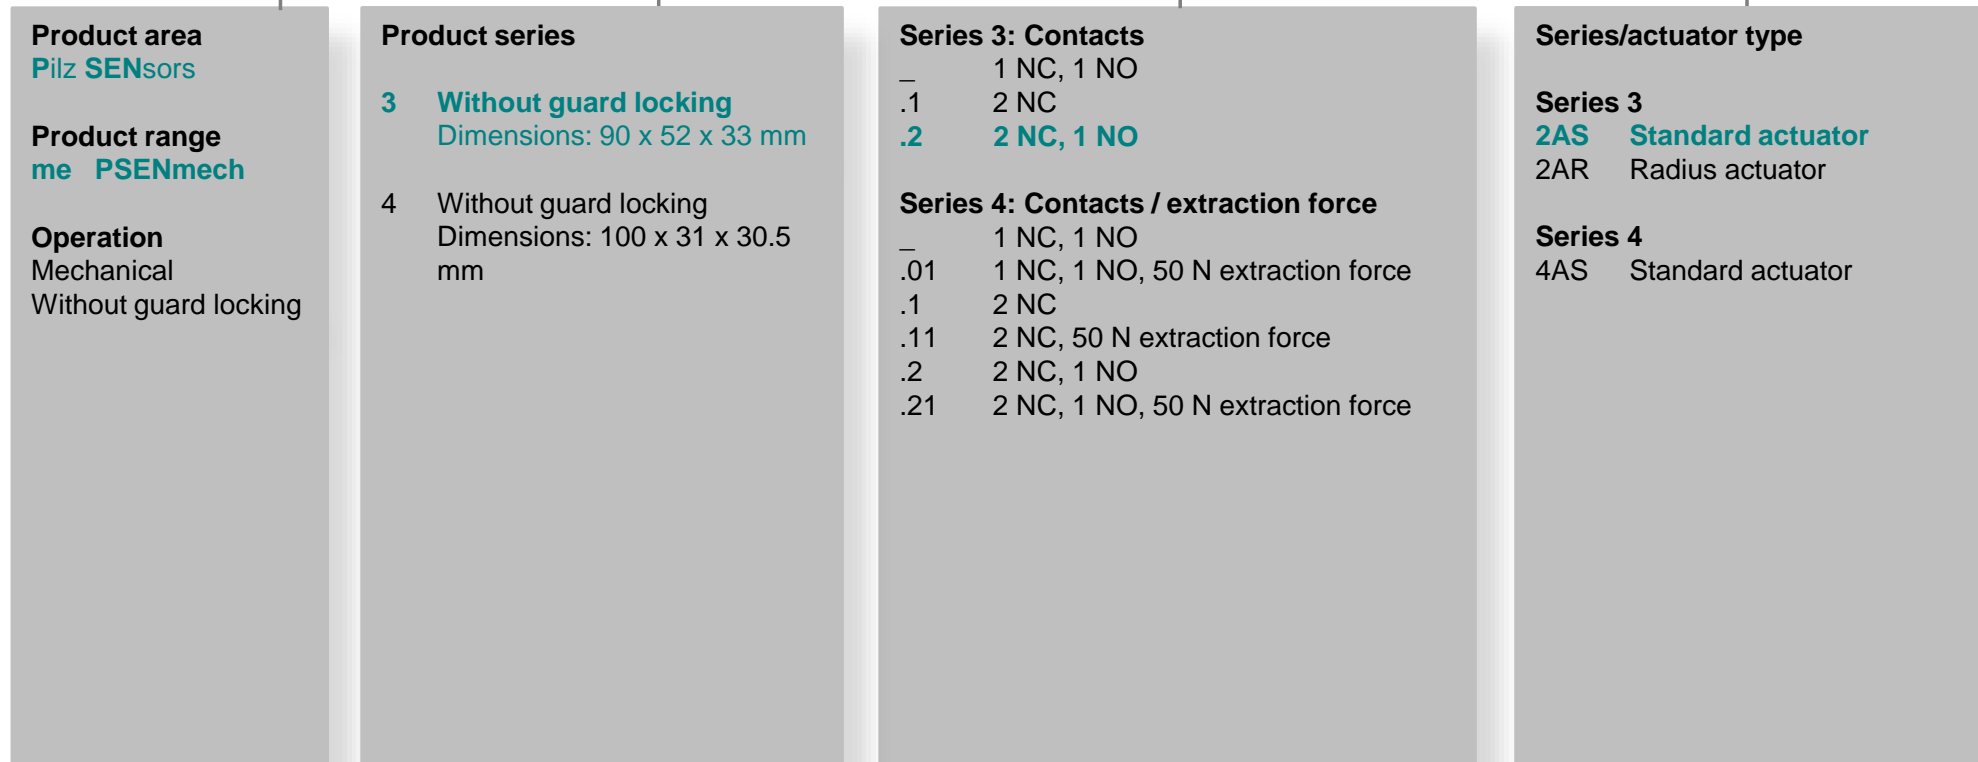 Product area
Pilz SENsors
Product range
me PSENmech
Operation
Mechanical
Without guard locking
Product series
3 Without guard locking
Dimensions: 90 x 52 x 33 mm
4 Without guard locking
Dimensions: 100 x 31 x 30.5
mm
Series 3: Contacts
_ 1 NC, 1 NO
.1 2 NC
.2 2 NC, 1 NO
Series 4: Contacts / extraction force
_ 1 NC, 1 NO
.01 1 NC, 1 NO, 50 N extraction force
.1 2 NC
.11 2 NC, 50 N extraction force
.2 2 NC, 1 NO
.21 2 NC, 1 NO, 50 N extraction force
Series/actuator type
Series 3
2AS Standard actuator
2AR Radius actuator
Series 4
4AS Standard actuator